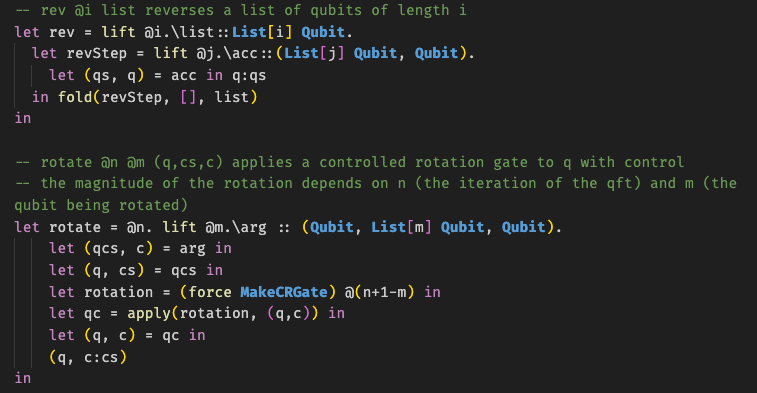 -- rev @i list reverses a list of qubits of length i
let rev = lift @i.\list::List[i] Qubit.
let revStep = lift @j.\acc::(List[j] Qubit, Qubit).
let (qs, q) = acc in q:qs
in fold(revStep, [], list)
in
-- rotate @n @m (q,cs,c) applies a controlled rotation gate to q with control
-- the magnitude of the rotation depends on n (the iteration of the qft) and m (the
qubit being rotated)
let rotate = @n. lift @m.\arg :: (Qubit, List[m] Qubit, Qubit).
let (qcs, c) = arg in
let (q, cs) = qcs in
let rotation = (force MakeCRGate) @(n+1-m) in
let qc = apply(rotation, (q,c)) in
let (q, c) = qc in
(q, c:cs)
in